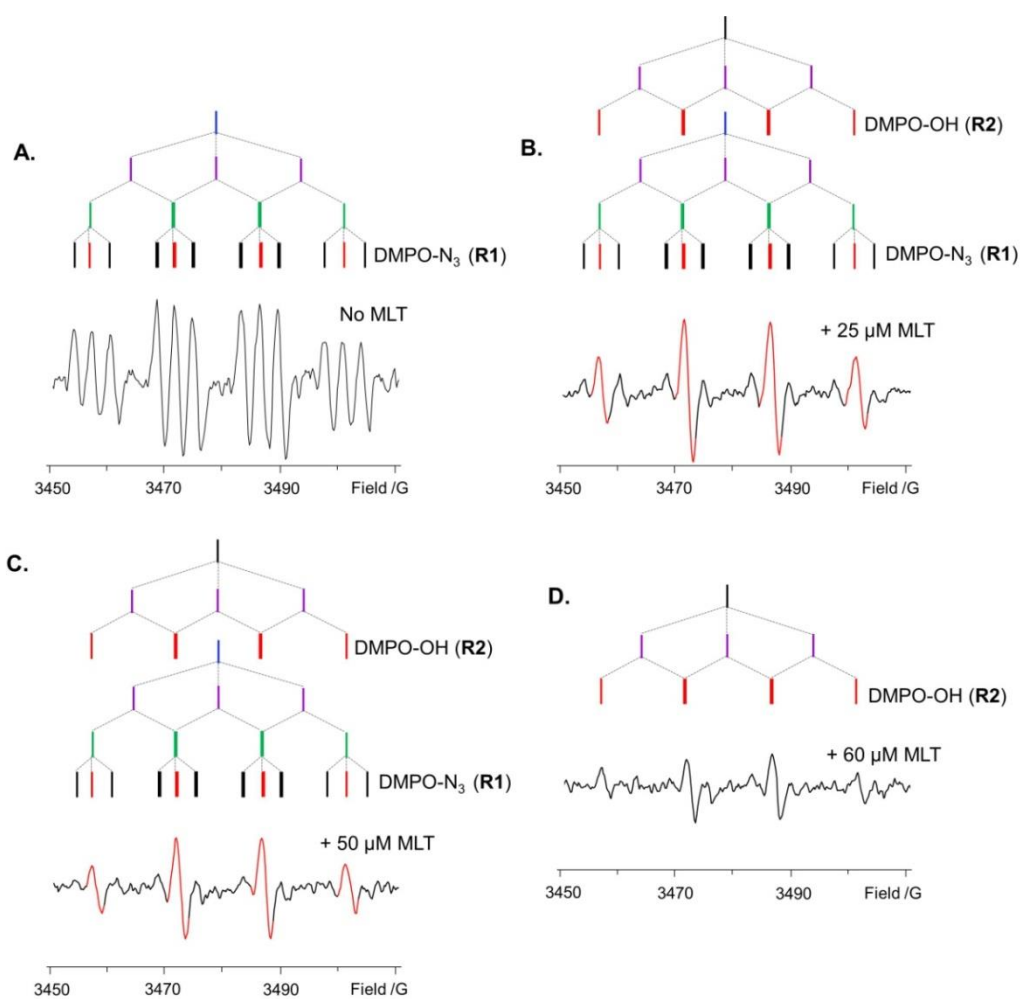 A.
DMPO-N3 (R1)
No MLT
3450 3470 3490 Field /G
B.
DMPO-OH (R2)
DMPO-N3 (R1)
+ 25 µM MLT
3450 3470 3490 Field /G
C.
DMPO-OH (R2)
DMPO-N3 (R1)
+ 50 µM MLT
3450 3470 3490 Field /G
D.
DMPO-OH (R2)
+ 60 µM MLT
3450 3470 3490 Field /G